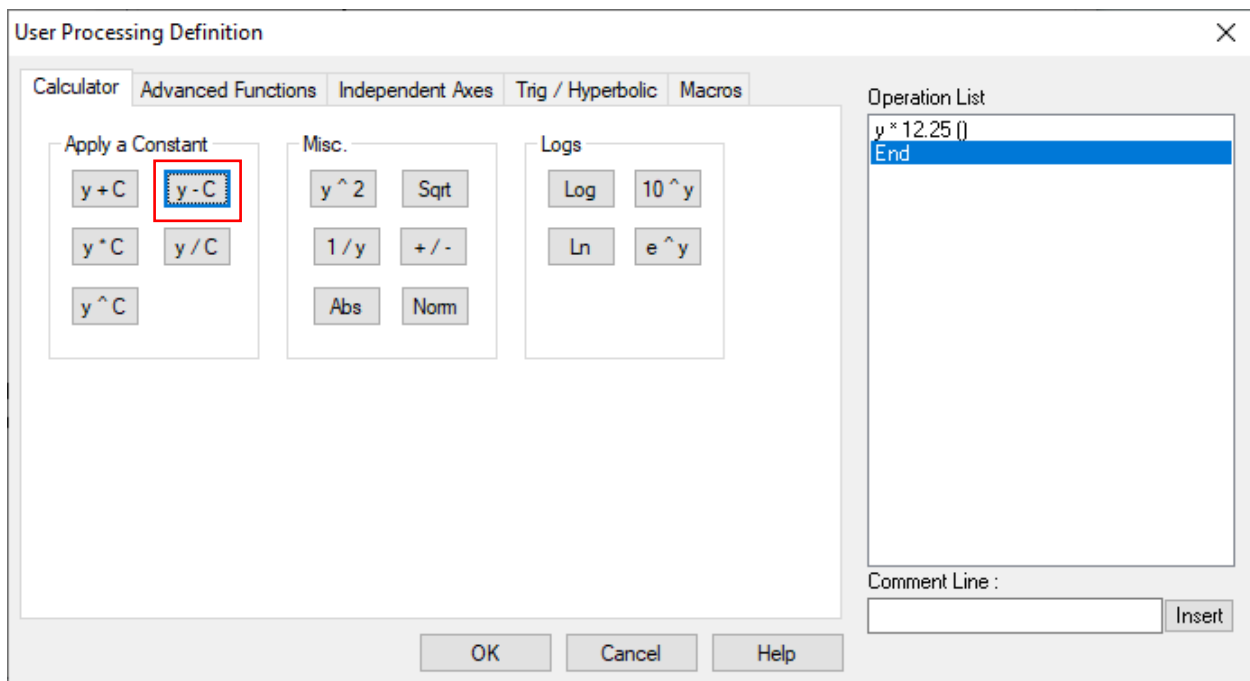 User Processing Definition
Calculator Advanced Functions Independent Axes Trig / Hyperbolic Macros
Apply a Constant Misc. Logs
y + C y - C y ^ 2 Sqrt Log 10 ^ y
y * C y / C 1 / y + / - Ln e ^ y
y ^ C Abs Norm
Operation List
y * 12.25 ()
End
Comment Line :
Insert
OK Cancel Help